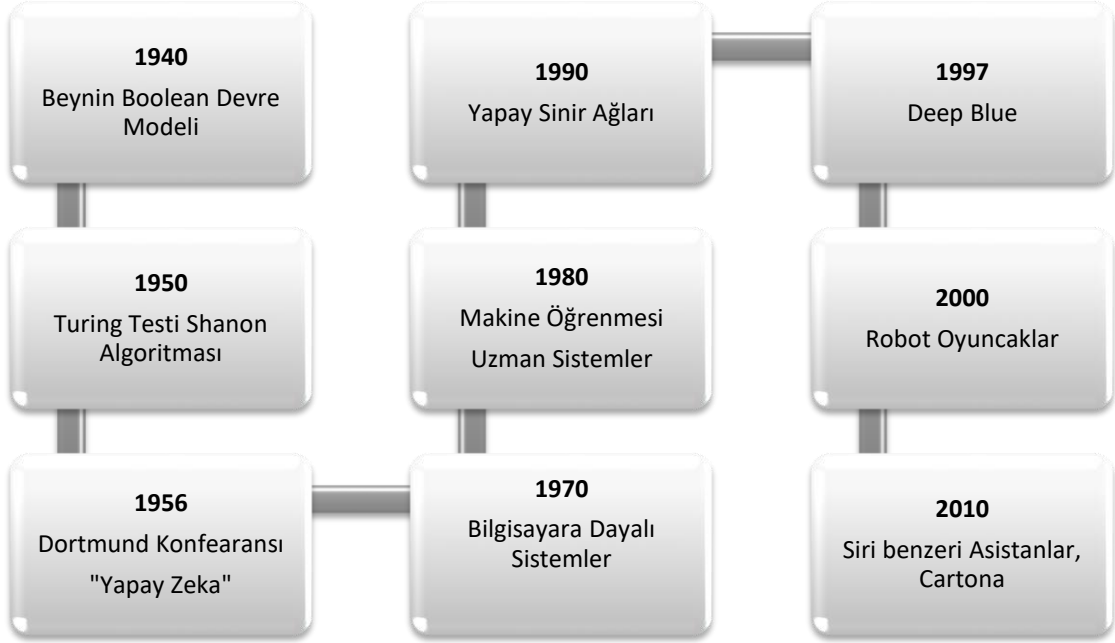 1940
Beynin Boolean Devre
Modeli
1950
Turing Testi Shanon
Algoritması
1956
Dortmund Konfearansı
"Yapay Zeka"
1970
Bilgisayara Dayalı
Sistemler
1980
Makine Öğrenmesi
Uzman Sistemler
1990
Yapay Sinir Ağları
1997
Deep Blue
2000
Robot Oyuncaklar
2010
Siri benzeri Asistanlar,
Cartona